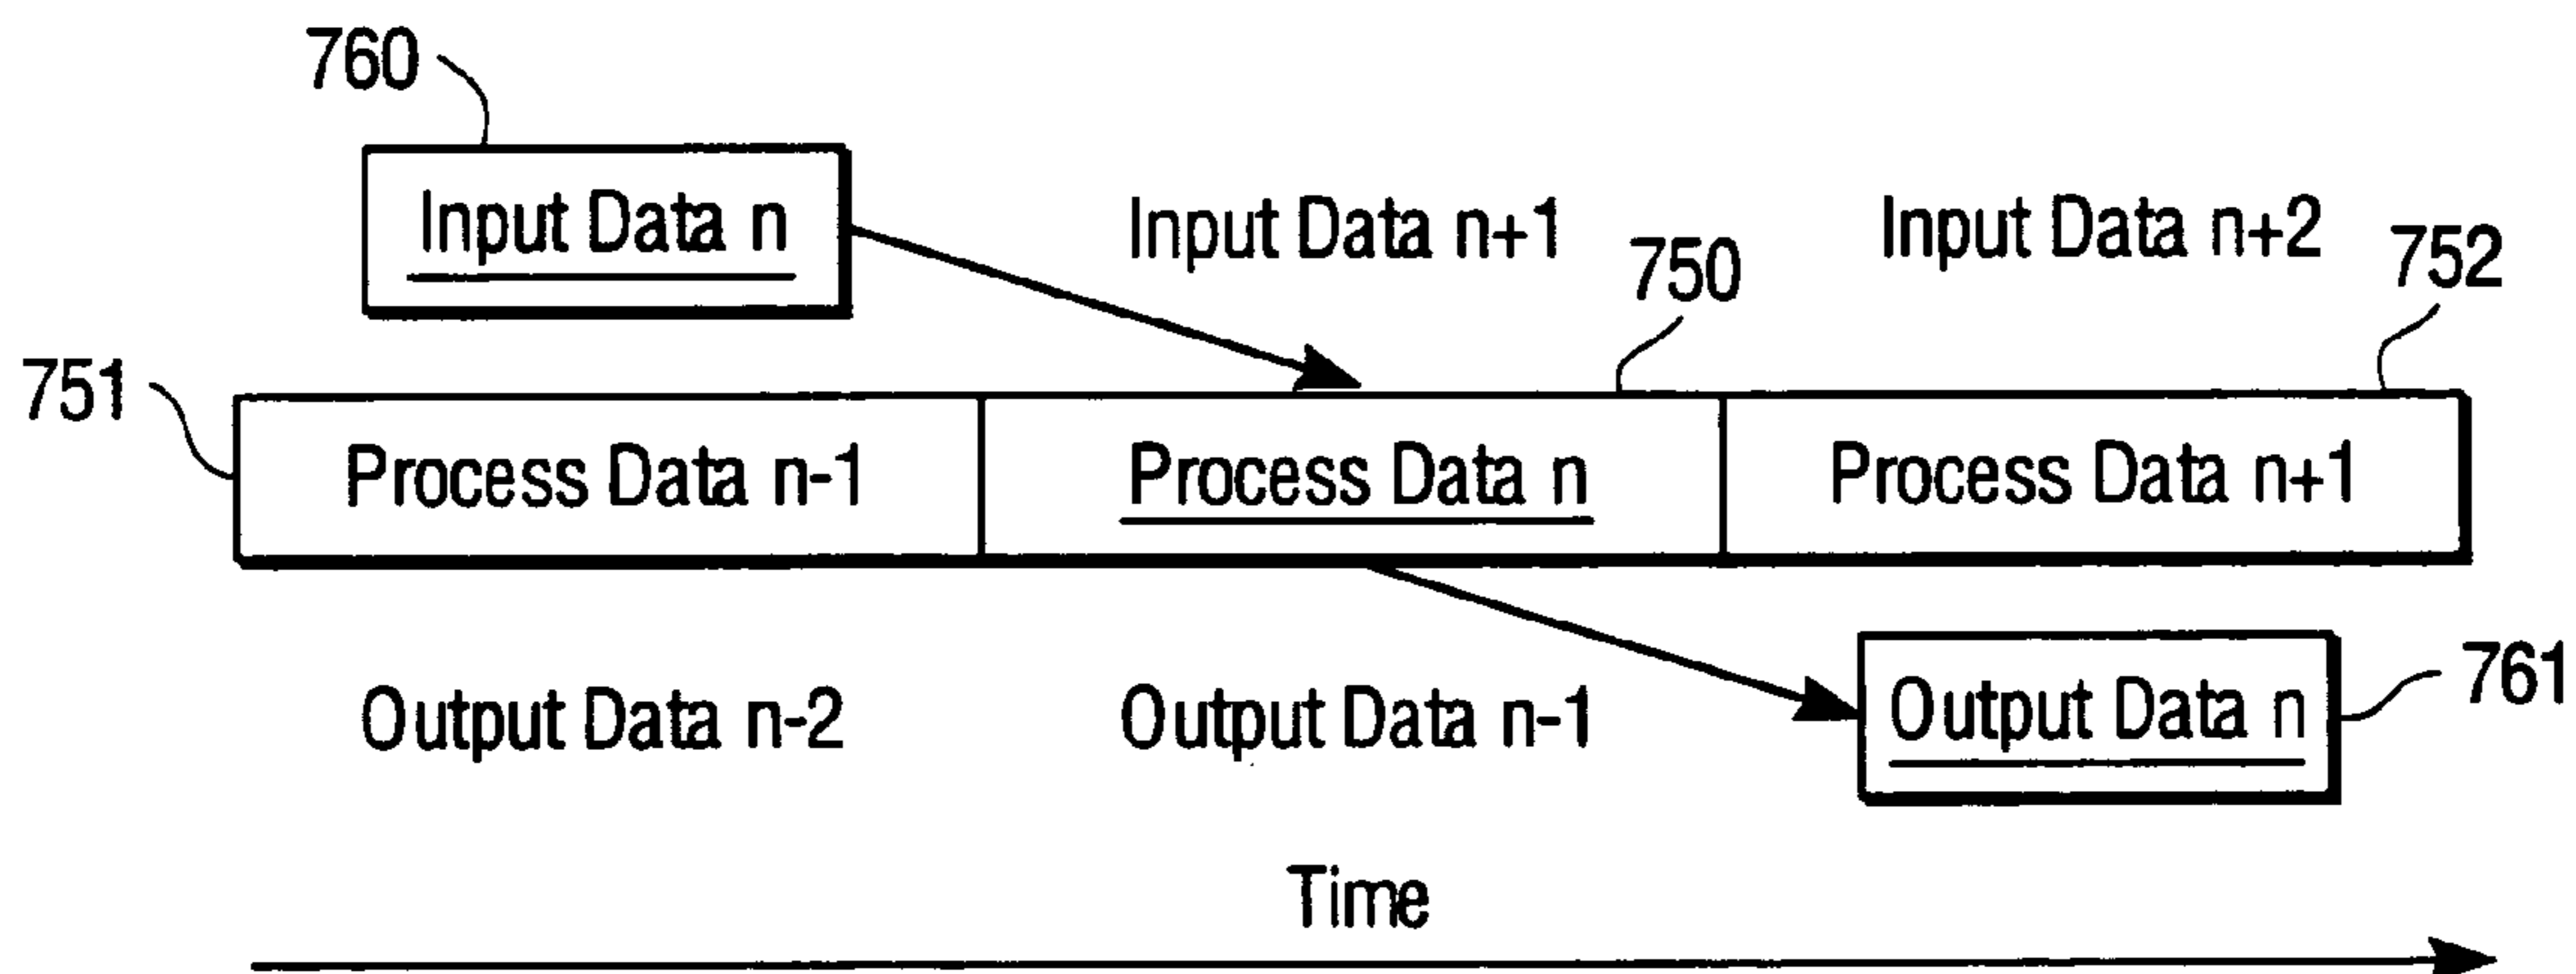 760
Input Data n
Input Data n+1
Input Data n+2
750
752
751
Process Data n-1
Process Data n
Process Data n+1
Output Data n-2
Output Data n-1
Output Data n
761
Time